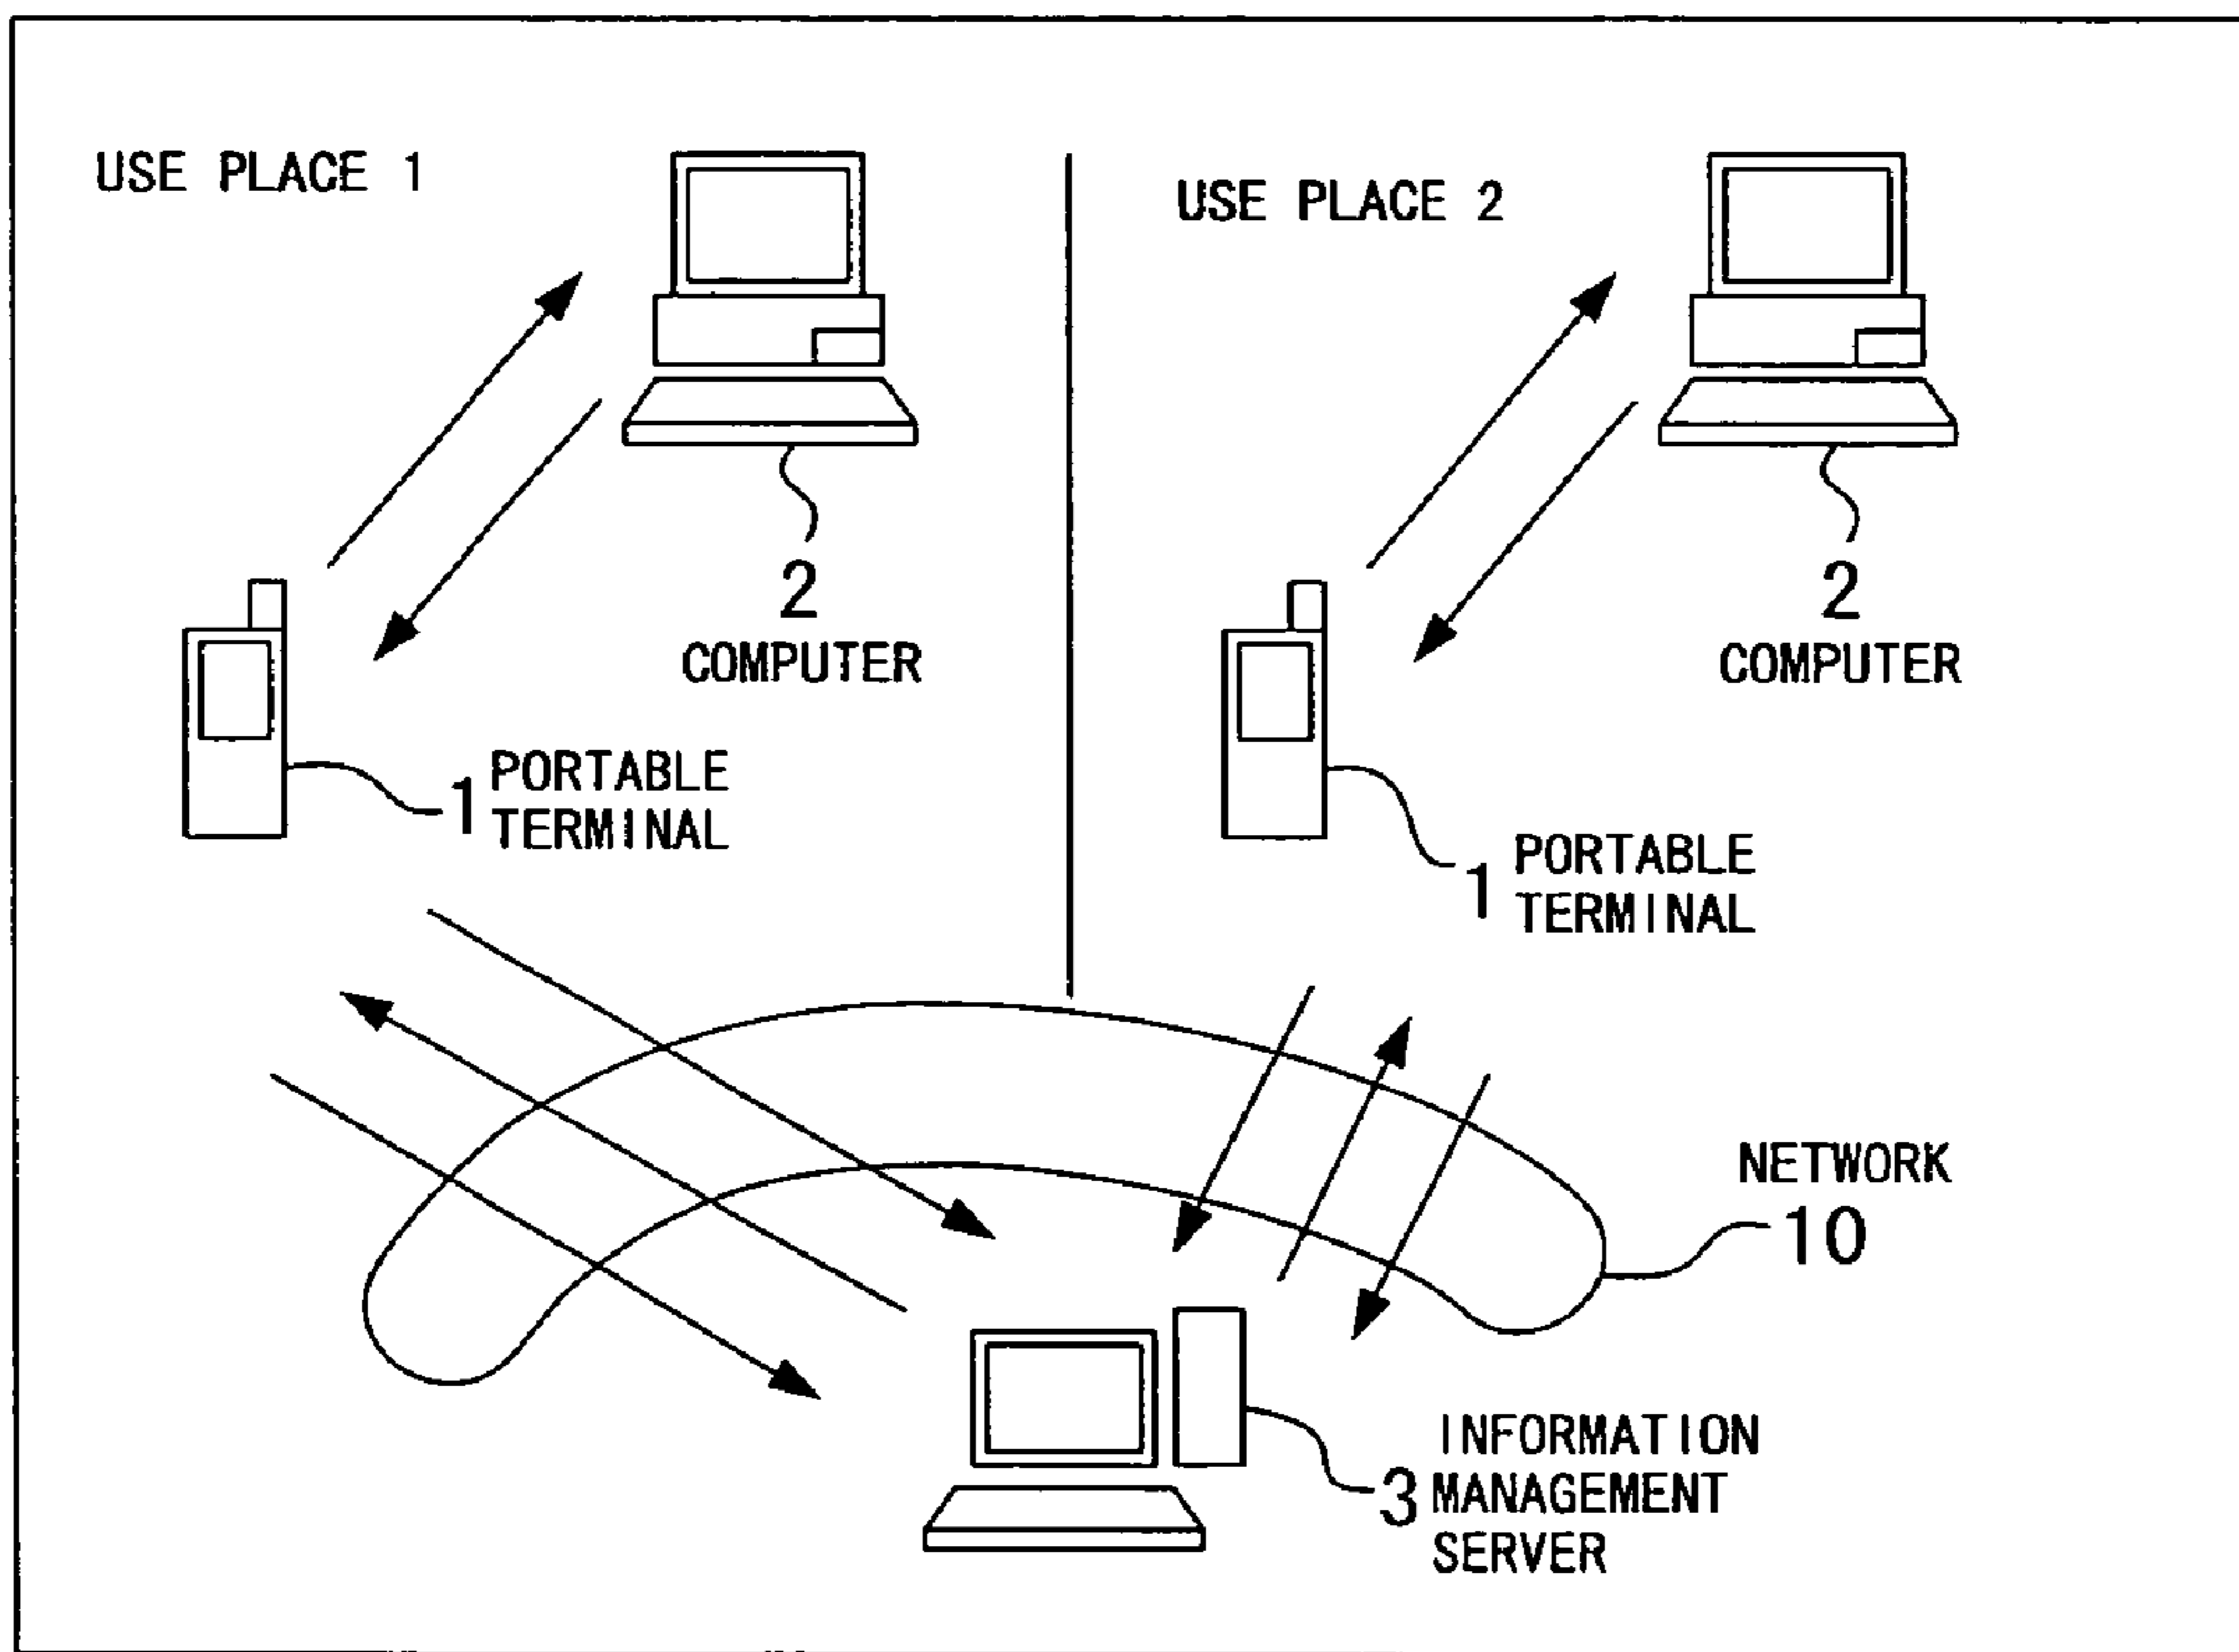 USE PLACE 1
USE PLACE 2
2
COMPUTER
2
COMPUTER
1 PORTABLE
TERMINAL
1 PORTABLE
TERMINAL
NETWORK
10
INFORMATION
3 MANAGEMENT
SERVER